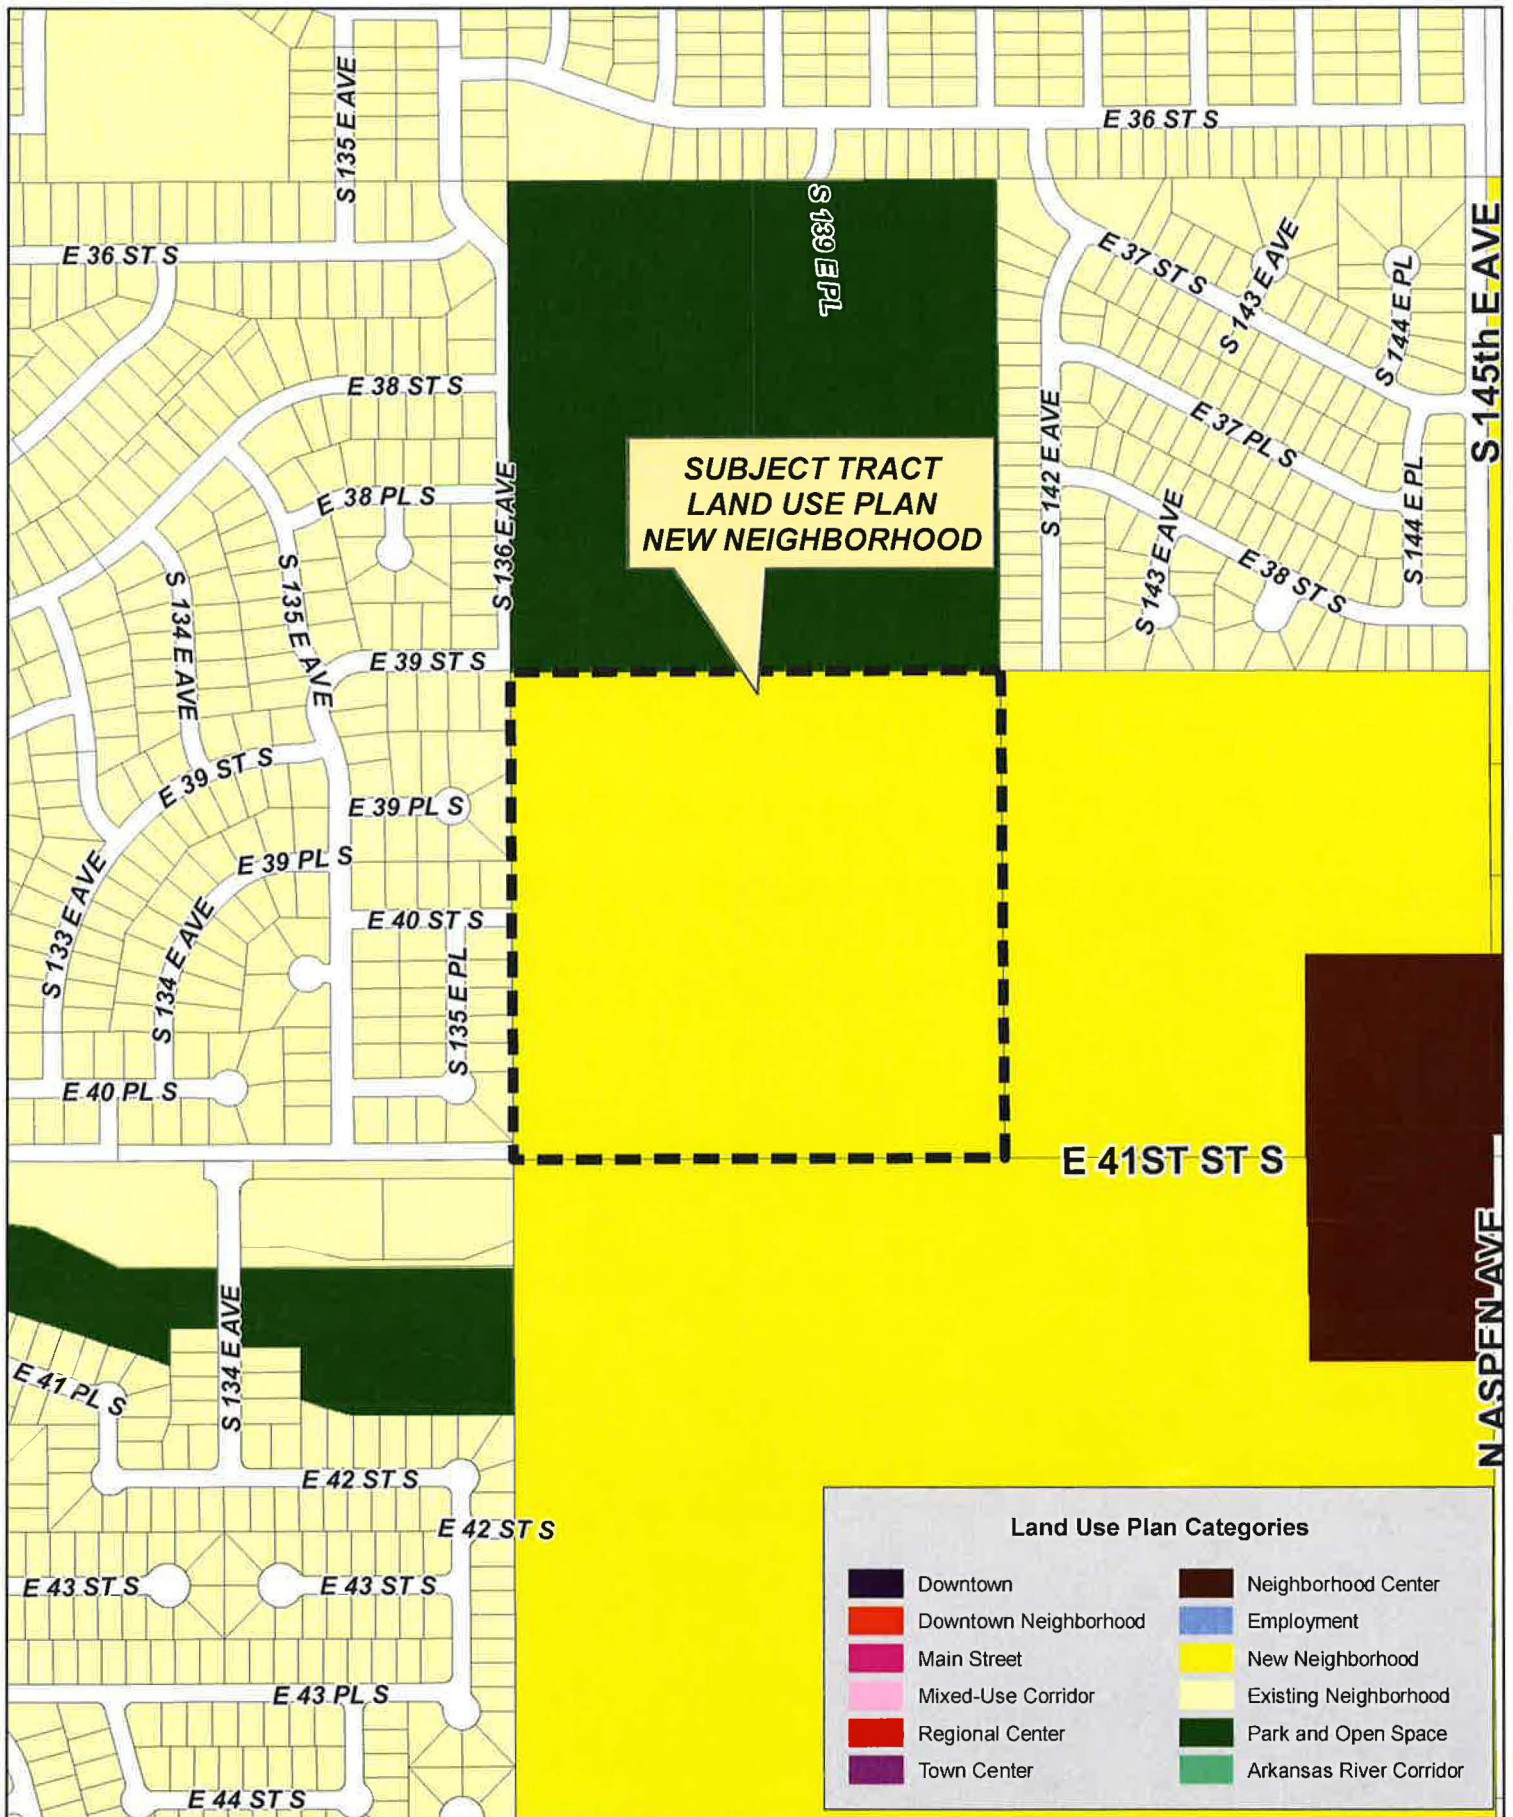 S 135 E AVE
E 36 ST S
S 139 E PL
E 36 ST S
E 37 ST S
S 143 E AVE
S 144 E PL
S 145th E AVE
E 38 ST S
E 37 PL S
S 142 E AVE
SUBJECT TRACT
LAND USE PLAN
NEW NEIGHBORHOOD
E 38 PL S
S 136 E AVE
S 143 E AVE
S 144 E PL
E 38 ST S
S 134 E AVE
S 135 E AVE
E 39 ST S
E 39 ST S
E 39 PL S
E 39 PL S
S 133 E AVE
S 134 E AVE
E 40 ST S
S 135 E PL
E 40 PL S
E 41ST ST S
N ASPEN AVE
S 134 E AVE
E 41 PL S
E 42 ST S
E 42 ST S
E 43 ST S
E 43 ST S
E 43 PL S
E 44 ST S
Land Use Plan Categories
Downtown
Downtown Neighborhood
Main Street
Mixed-Use Corridor
Regional Center
Town Center
Neighborhood Center
Employment
New Neighborhood
Existing Neighborhood
Park and Open Space
Arkansas River Corridor